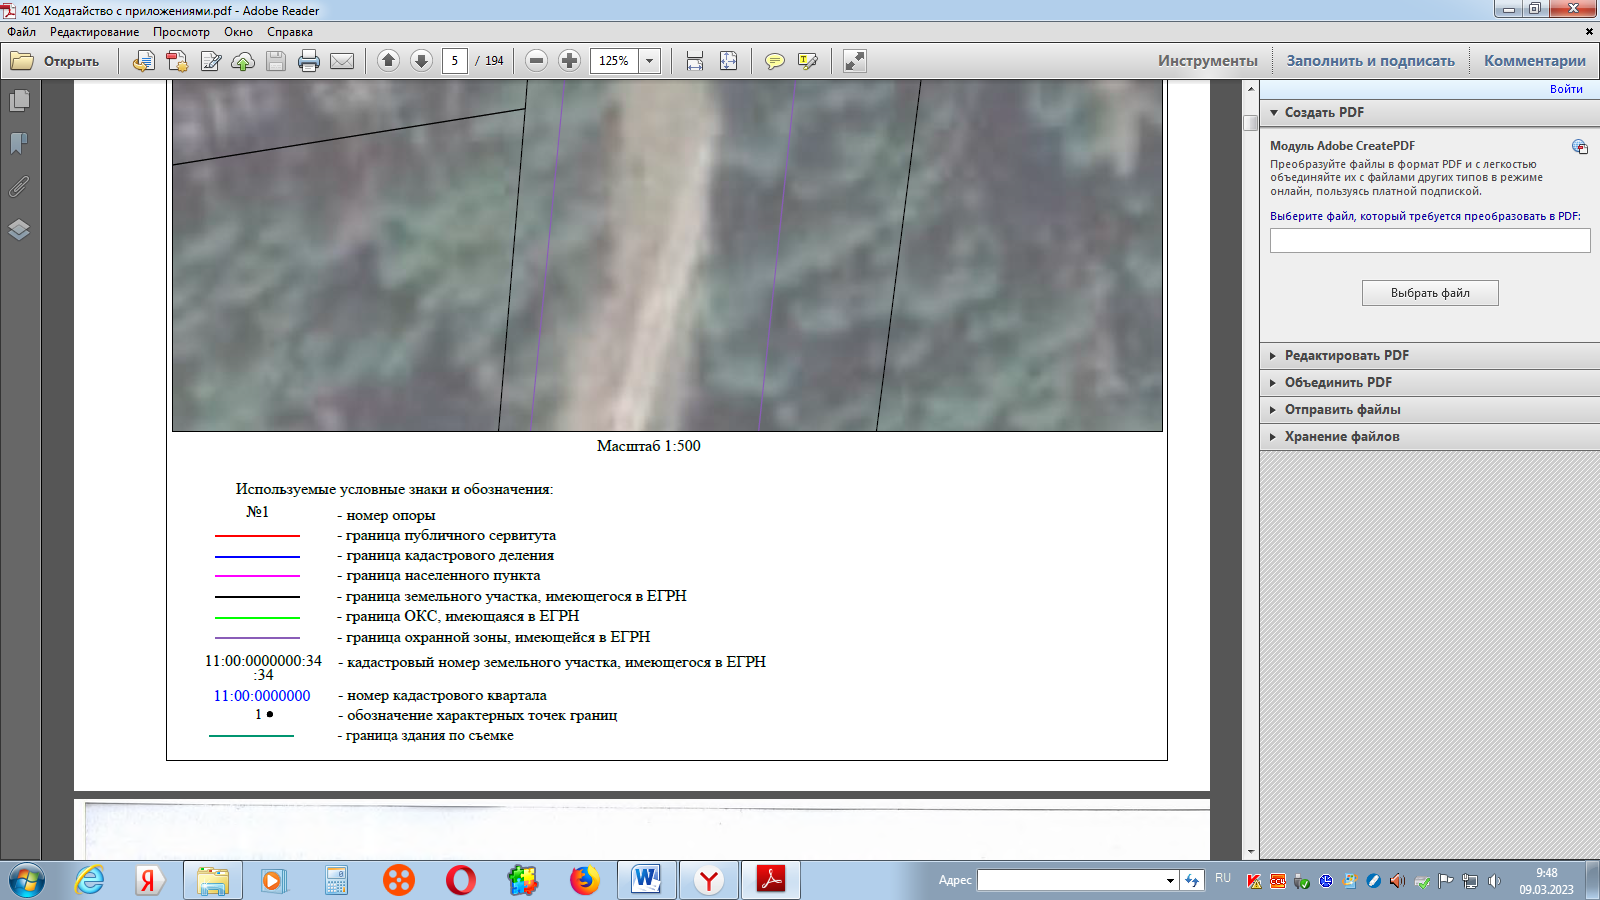 401 Ходатайство с приложениями.pdf - Adobe Reader
Файл Редактирование Просмотр Окно Справка
Открыть 5 / 194 125% Инструменты Заполнить и подписать Комментарии
Войти
Создать PDF
Модуль Adobe CreatePDF
Преобразуйте файлы в формат PDF и с легкостью
объединяйте их с файлами других типов в режиме
онлайн, пользуясь платной подпиской.
Выберите файл, который требуется преобразовать в PDF:
Выбрать файл
Редактировать PDF
Объединить PDF
Отправить файлы
Хранение файлов
Масштаб 1:500
Используемые условные знаки и обозначения:
№1 - номер опоры
- граница публичного сервитута
- граница кадастрового деления
- граница населенного пункта
- граница земельного участка, имеющегося в ЕГРН
- граница ОКС, имеющаяся в ЕГРН
- граница охранной зоны, имеющейся в ЕГРН
11:00:0000000:34 - кадастровый номер земельного участка, имеющегося в ЕГРН
:34
11:00:0000000 - номер кадастрового квартала
1 - обозначение характерных точек границ
- граница здания по съемке
Адрес RU 9:48
09.03.2023